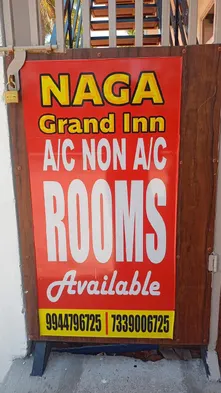 NAGA
Grand Inn
A/C NON A/C
ROOMS
Available
9944796725 | 7339006725